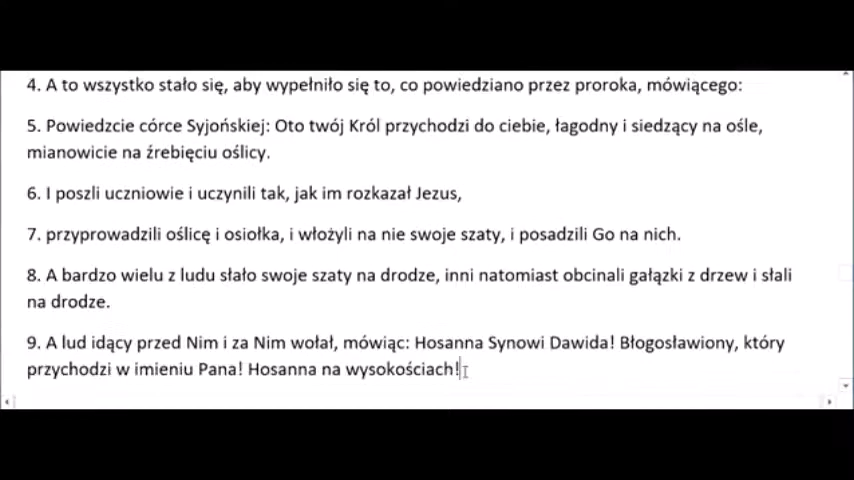 4. A to wszystko stało się, aby wypełniło się to, co powiedziano przez proroka, mówiącego:
5. Powiedzcie córce Syjońskiej: Oto twój Król przychodzi do ciebie, łagodny i siedzący na ośle,
mianowicie na źrebięciu oślicy.
6. I poszli uczniowie i uczynili tak, jak im rozkazał Jezus,
7. przyprowadzili oślicę i osiołka, i włożyli na nie swoje szaty, i posadzili Go na nich.
8. A bardzo wielu z ludu słało swoje szaty na drodze, inni natomiast obcinali gałązki z drzew i słali
na drodze.
9. A lud idący przed Nim i za Nim wołał, mówiąc: Hosanna Synowi Dawida! Błogosławiony, który
przychodzi w imieniu Pana! Hosanna na wysokościach!